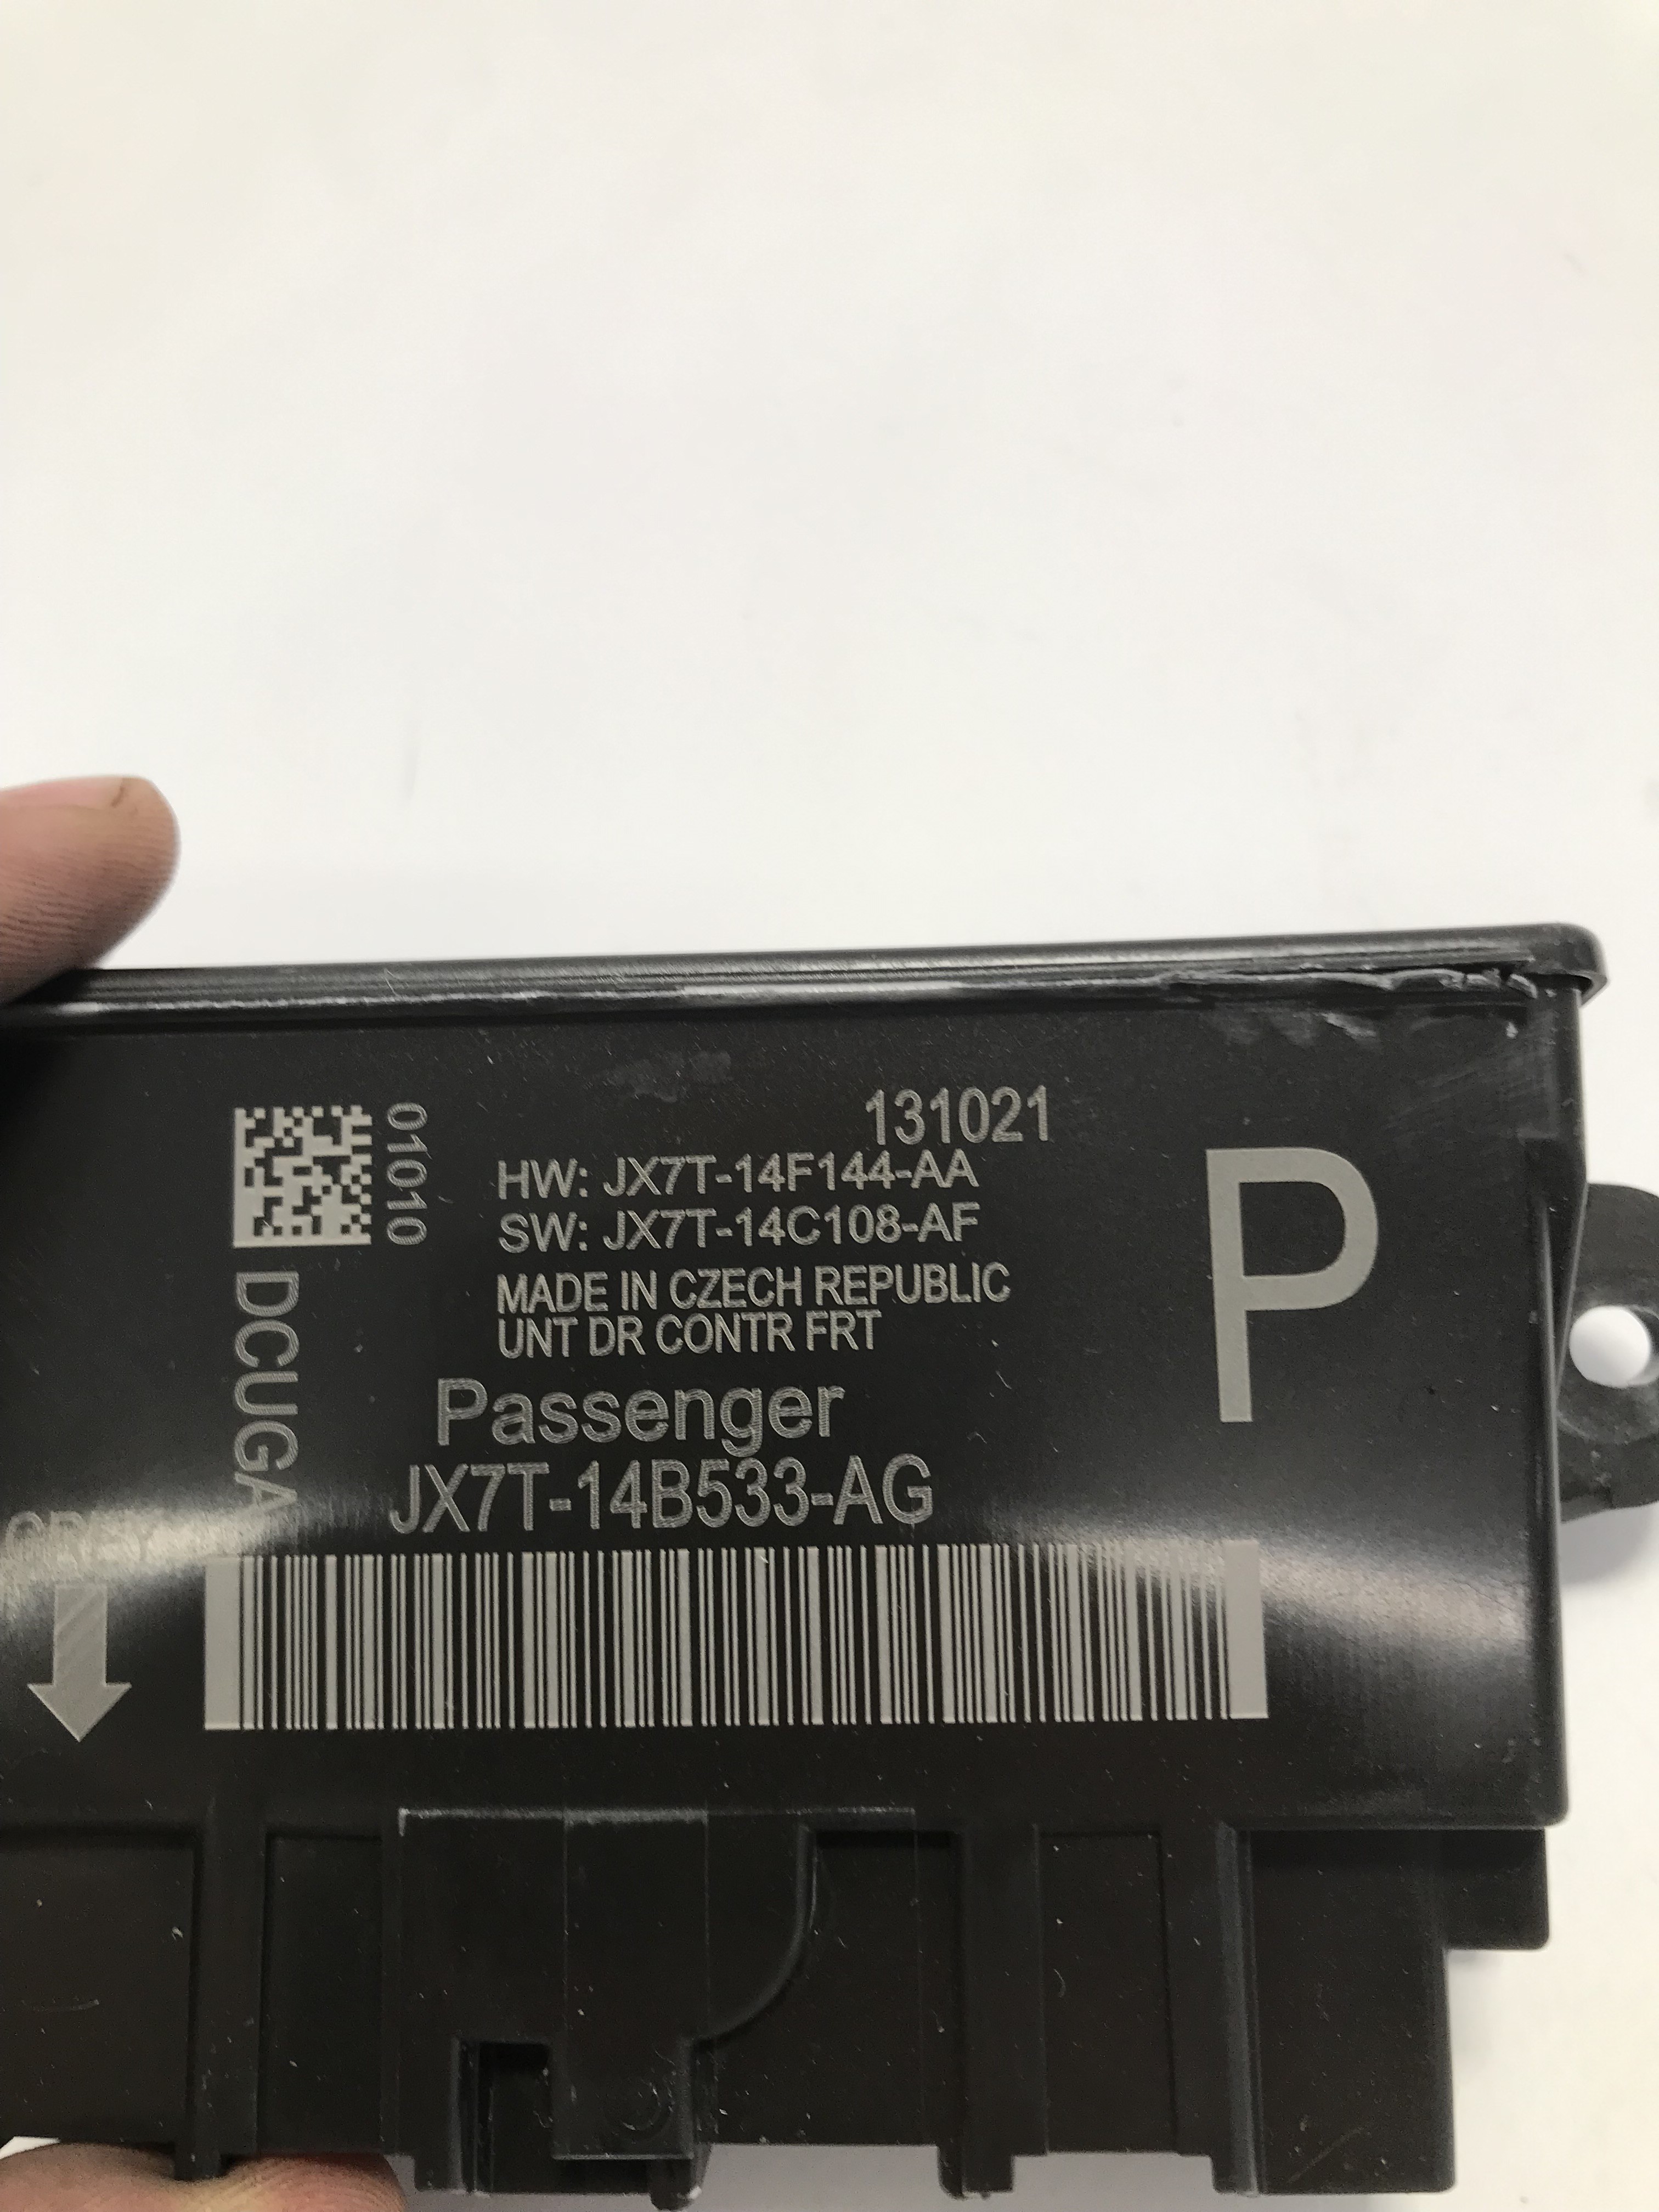 131021
01010
HW: JX7T-14F144-AA
SW: JX7T-14C108-AF
MADE IN CZECH REPUBLIC
UNT DR CONTR FRT
P
DCUGA
Passenger
JX7T-14B533-AG
GREY